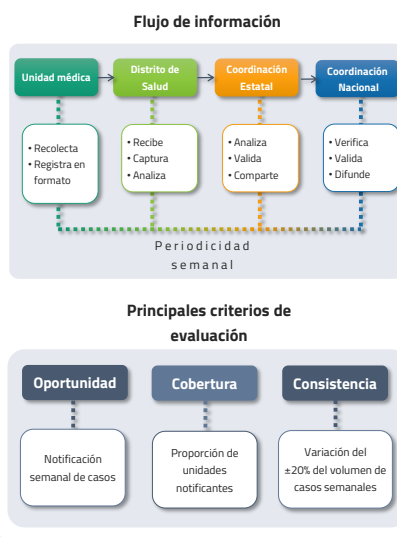 Flujo de información
Unidad médica
Distrito de
Salud
Coordinación
Estatal
Coordinación
Nacional
• Recolecta
• Registra en
formato
• Recibe
• Captura
• Analiza
• Analiza
• Valida
• Comparte
• Verifica
• Valida
• Difunde
Periodicidad
semanal
Principales criterios de
evaluación
Oportunidad
Cobertura
Consistencia
Notificación
semanal de casos
Proporción de
unidades
notificantes
Variación del
±20% del volumen de
casos semanales